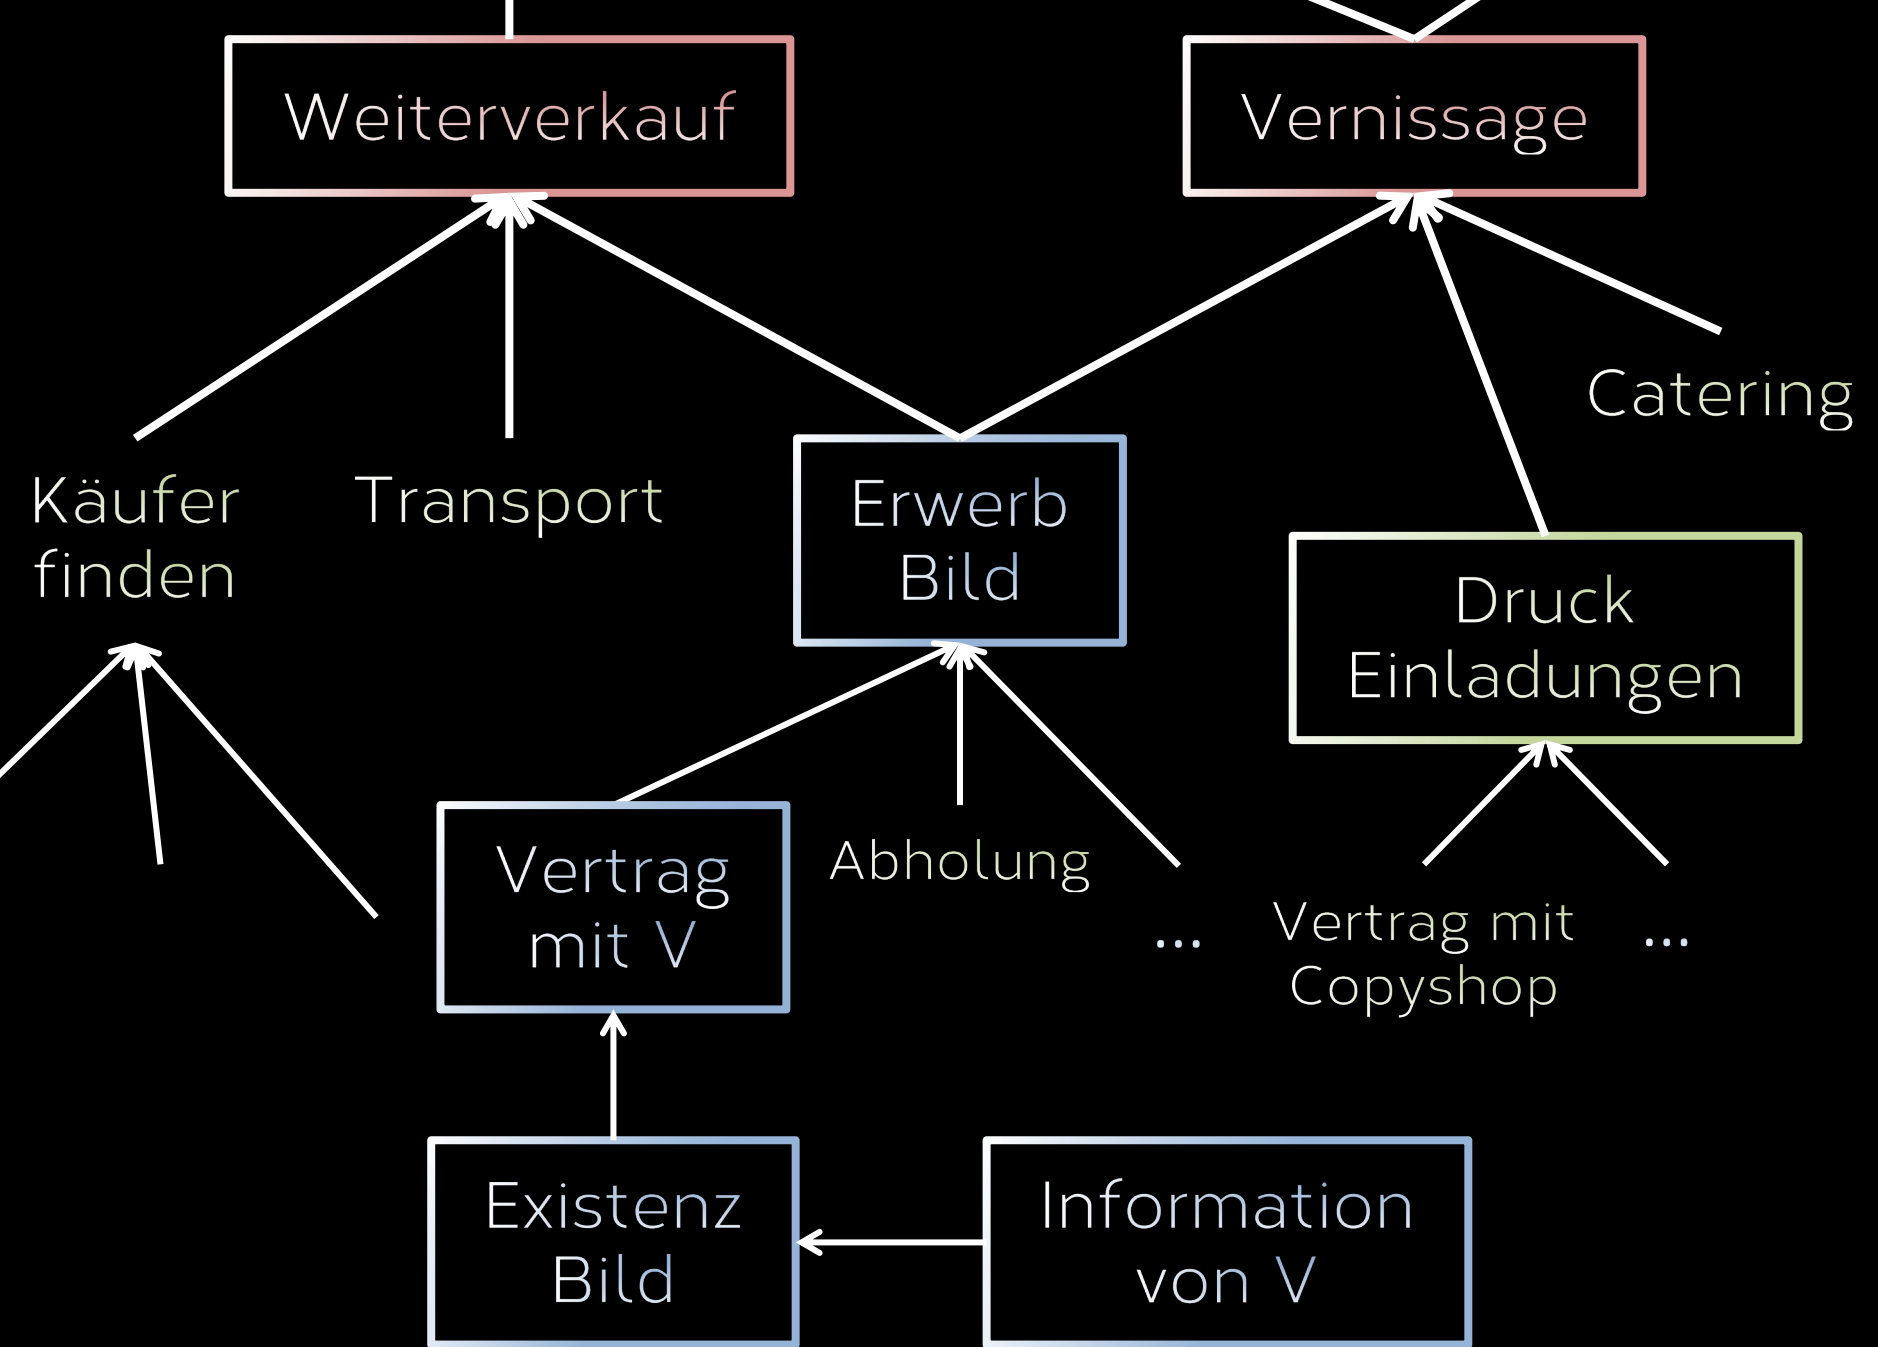 Weiterverkauf
Vernissage
Catering
Käufer
finden
Transport
Erwerb
Bild
Druck
Einladungen
Vertrag
mit V
Abholung
...
Vertrag mit
Copyshop
...
Existenz
Bild
Information
von V